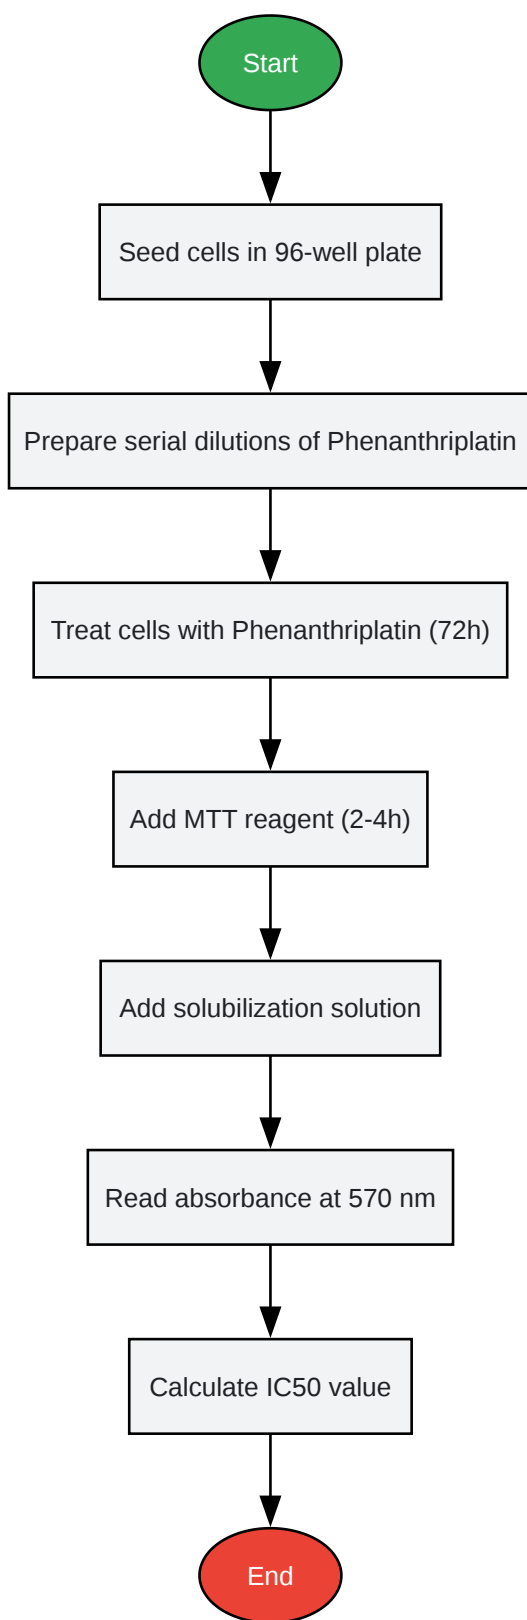 Start
Seed cells in 96-well plate
Prepare serial dilutions of Phenanthriplatin
Treat cells with Phenanthriplatin (72h)
Add MTT reagent (2-4h)
Add solubilization solution
Read absorbance at 570 nm
Calculate IC50 value
End